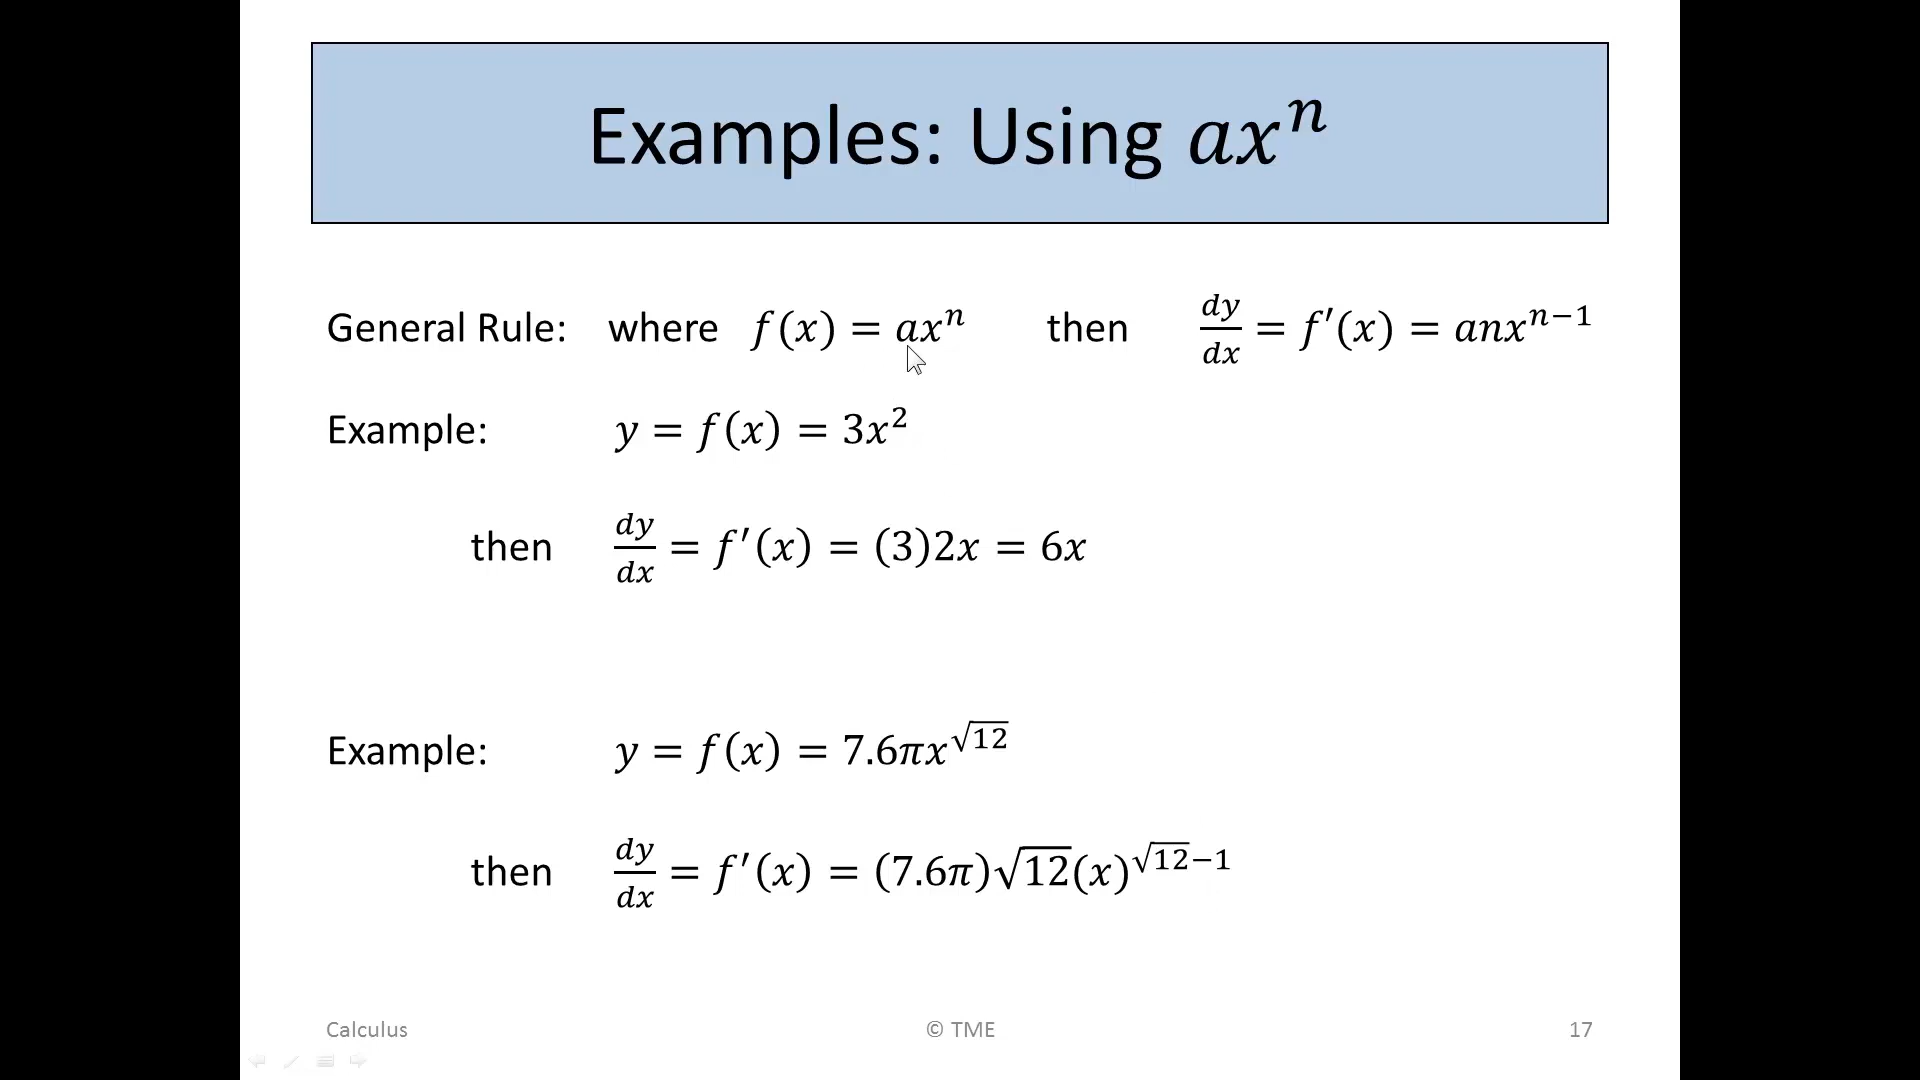 Examples: Using $ax^n$
General Rule: where $f(x) = ax^n$ then $\frac{dy}{dx} = f'(x) = anx^{n-1}$
Example: $y = f(x) = 3x^2$
then $\frac{dy}{dx} = f'(x) = (3)2x = 6x$
Example: $y = f(x) = 7.6\pi x^{\sqrt{12}}$
then $\frac{dy}{dx} = f'(x) = (7.6\pi)\sqrt{12}(x)^{\sqrt{12}-1}$
Calculus © TME 17